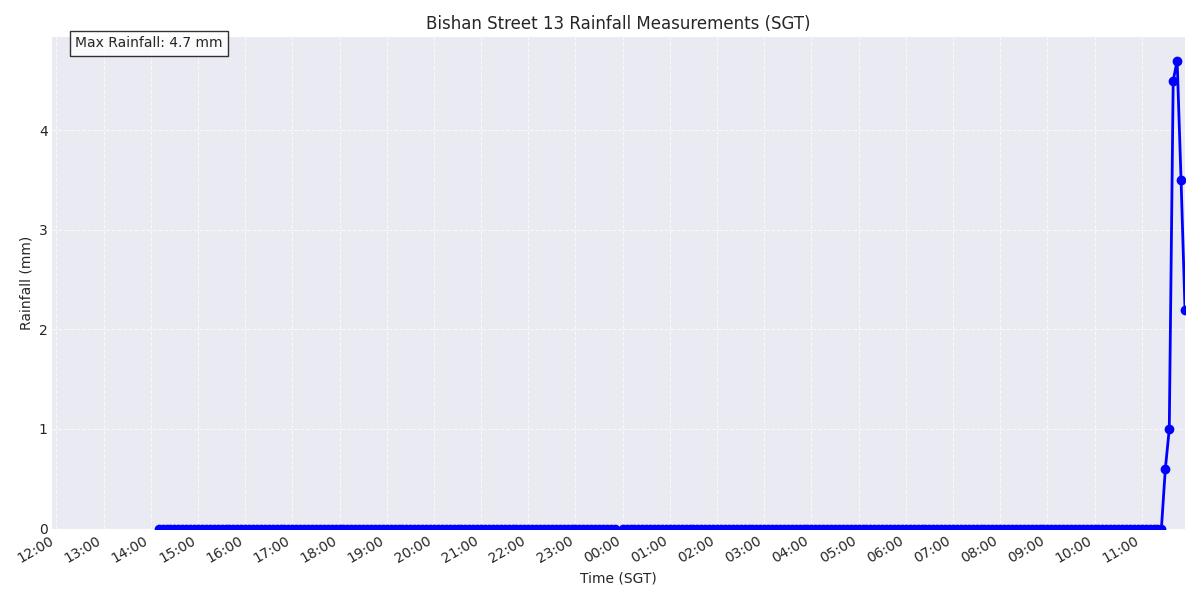 Bishan Street 13 Rainfall Measurements (SGT)
Max Rainfall: 4.7 mm
Rainfall (mm)
4
3
2
1
0
12:00 13:00 14:00 15:00 16:00 17:00 18:00 19:00 20:00 21:00 22:00 23:00 00:00 01:00 02:00 03:00 04:00 05:00 06:00 07:00 08:00 09:00 10:00 11:00
Time (SGT)